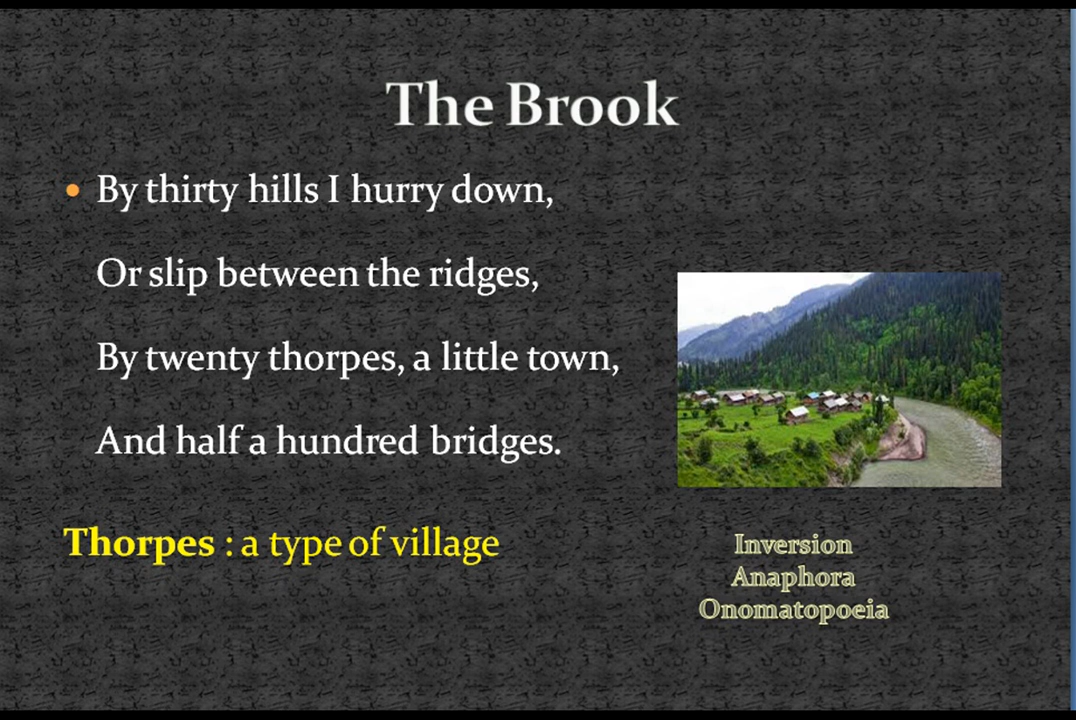 The Brook
• By thirty hills I hurry down,
Or slip between the ridges,
By twenty thorpes, a little town,
And half a hundred bridges.
Thorpes : a type of village
Inversion
Anaphora
Onomatopoeia